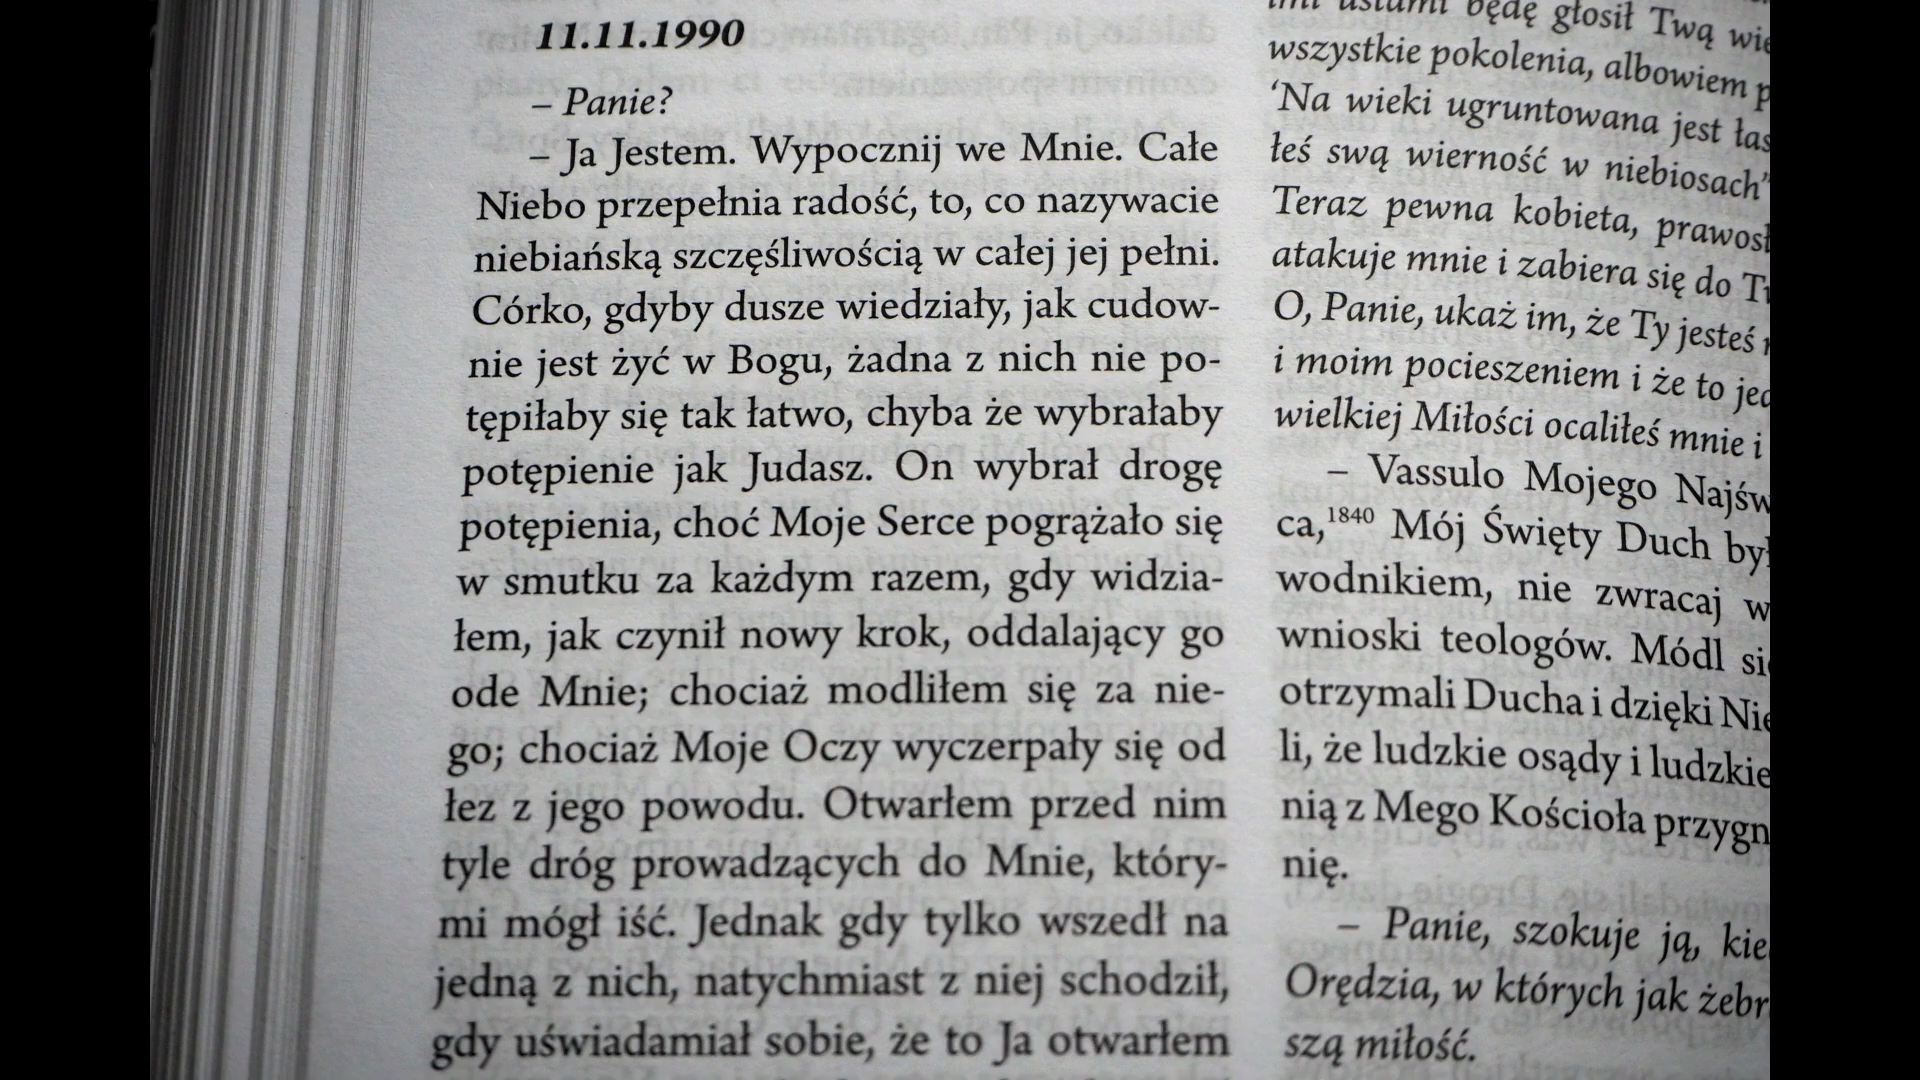 11.11.1990
– Panie?
– Ja Jestem. Wypocznij we Mnie. Całe
Niebo przepełnia radość, to, co nazywacie
niebiańską szczęśliwością w całej jej pełni.
Córko, gdyby dusze wiedziały, jak cudow-
nie jest żyć w Bogu, żadna z nich nie po-
tępiłaby się tak łatwo, chyba że wybrałaby
potępienie jak Judasz. On wybrał drogę
potępienia, choć Moje Serce pogrążało się
w smutku za każdym razem, gdy widzia-
łem, jak czynił nowy krok, oddalający go
ode Mnie; chociaż modliłem się za nie-
go; chociaż Moje Oczy wyczerpały się od
łez z jego powodu. Otwarłem przed nim
tyle dróg prowadzących do Mnie, który-
mi mógł iść. Jednak gdy tylko wszedł na
jedną z nich, natychmiast z niej schodził,
gdy uświadamiał sobie, że to Ja otwarłem
ustami będę głosił Twą
wszystkie pokolenia, albowiem
‘Na wieki ugruntowana jest
łeś swą wierność w niebiosach”
Teraz pewna kobieta,
atakuje mnie i zabiera się do
O, Panie, ukaż im, że Ty jesteś
i moim pocieszeniem i że to
wielkiej Miłości ocaliłeś mnie i
– Vassulo Mojego
ca,1840 Mój Święty Duch
wodnikiem, nie zwracaj
wnioski teologów. Módl
otrzymali Ducha i dzięki
li, że ludzkie osądy i ludzkie
nią z Mego Kościoła
nię.
– Panie, szokuje ją,
Orędzia, w których jak
szą miłość.